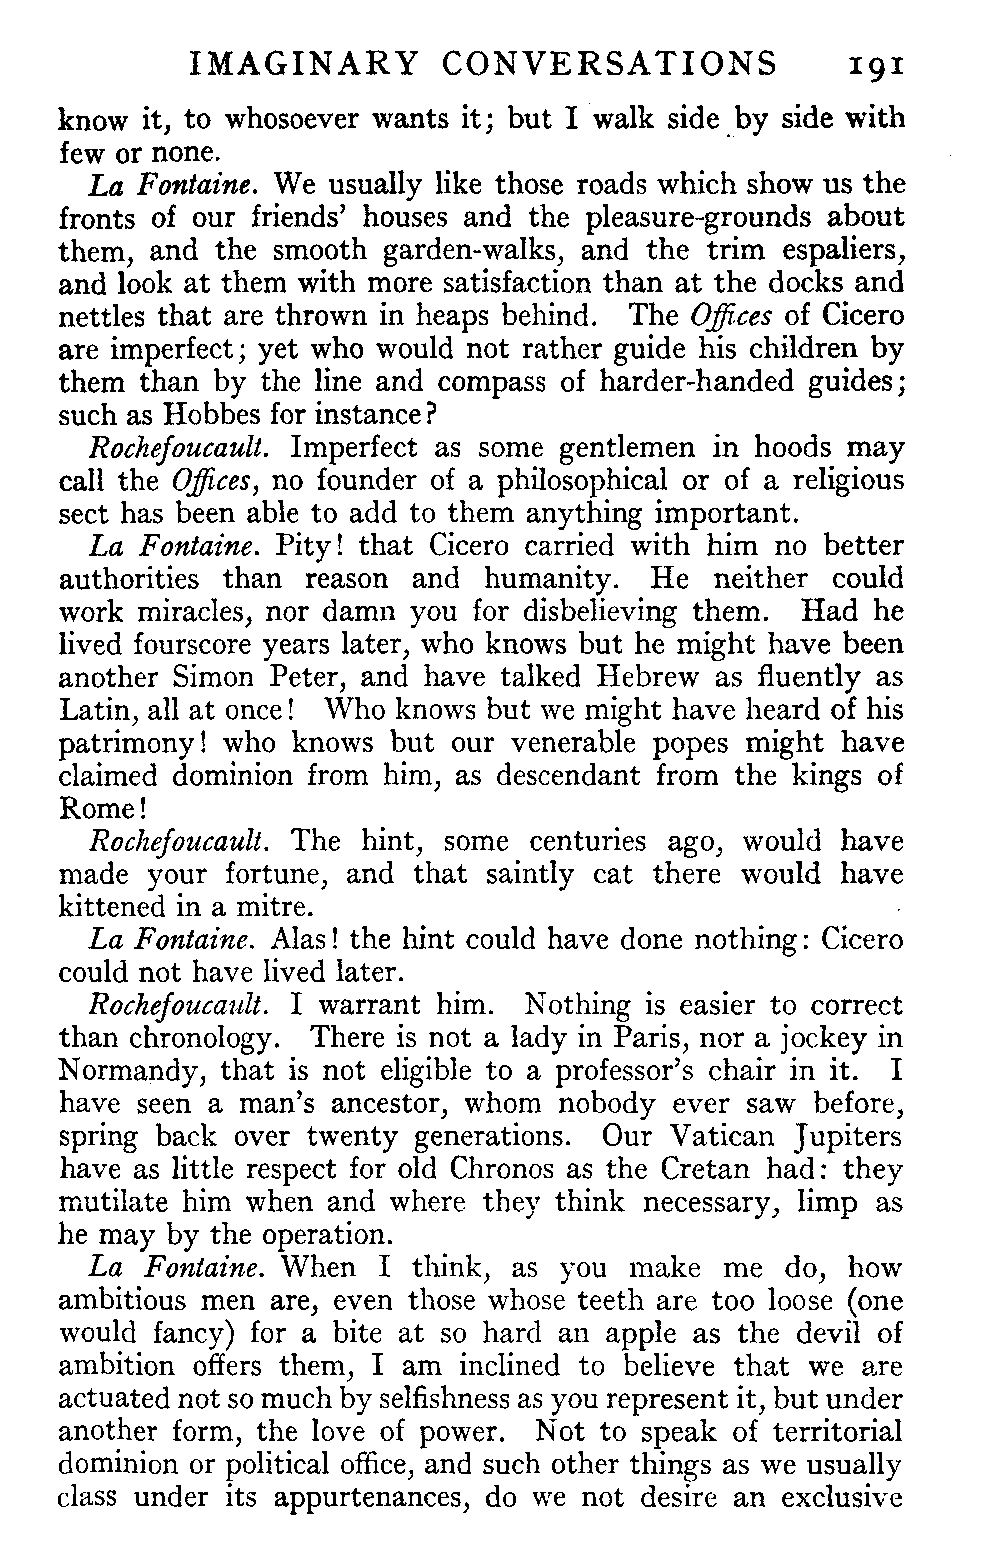 IMAGINARY CONVERSATIONS 191
know it, to whosoever wants it; but I walk side by side with
few or none.
La Fontaine. We usually like those roads which show us the
fronts of our friends' houses and the pleasure-grounds about
them, and the smooth garden-walks, and the trim espaliers,
and look at them with more satisfaction than at the docks and
nettles that are thrown in heaps behind. The Offices of Cicero
are imperfect; yet who would not rather guide his children by
them than by the line and compass of harder-handed guides;
such as Hobbes for instance?
Rochefoucault. Imperfect as some gentlemen in hoods may
call the Offices, no founder of a philosophical or of a religious
sect has been able to add to them anything important.
La Fontaine. Pity! that Cicero carried with him no better
authorities than reason and humanity. He neither could
work miracles, nor damn you for disbelieving them. Had he
lived fourscore years later, who knows but he might have been
another Simon Peter, and have talked Hebrew as fluently as
Latin, all at once! Who knows but we might have heard of his
patrimony! who knows but our venerable popes might have
claimed dominion from him, as descendant from the kings of
Rome!
Rochefoucault. The hint, some centuries ago, would have
made your fortune, and that saintly cat there would have
kittened in a mitre.
La Fontaine. Alas! the hint could have done nothing: Cicero
could not have lived later.
Rochefoucault. I warrant him. Nothing is easier to correct
than chronology. There is not a lady in Paris, nor a jockey in
Normandy, that is not eligible to a professor's chair in it. I
have seen a man's ancestor, whom nobody ever saw before,
spring back over twenty generations. Our Vatican Jupiters
have as little respect for old Chronos as the Cretan had: they
mutilate him when and where they think necessary, limp as
he may by the operation.
La Fontaine. When I think, as you make me do, how
ambitious men are, even those whose teeth are too loose (one
would fancy) for a bite at so hard an apple as the devil of
ambition offers them, I am inclined to believe that we are
actuated not so much by selfishness as you represent it, but under
another form, the love of power. Not to speak of territorial
dominion or political office, and such other things as we usually
class under its appurtenances, do we not desire an exclusive